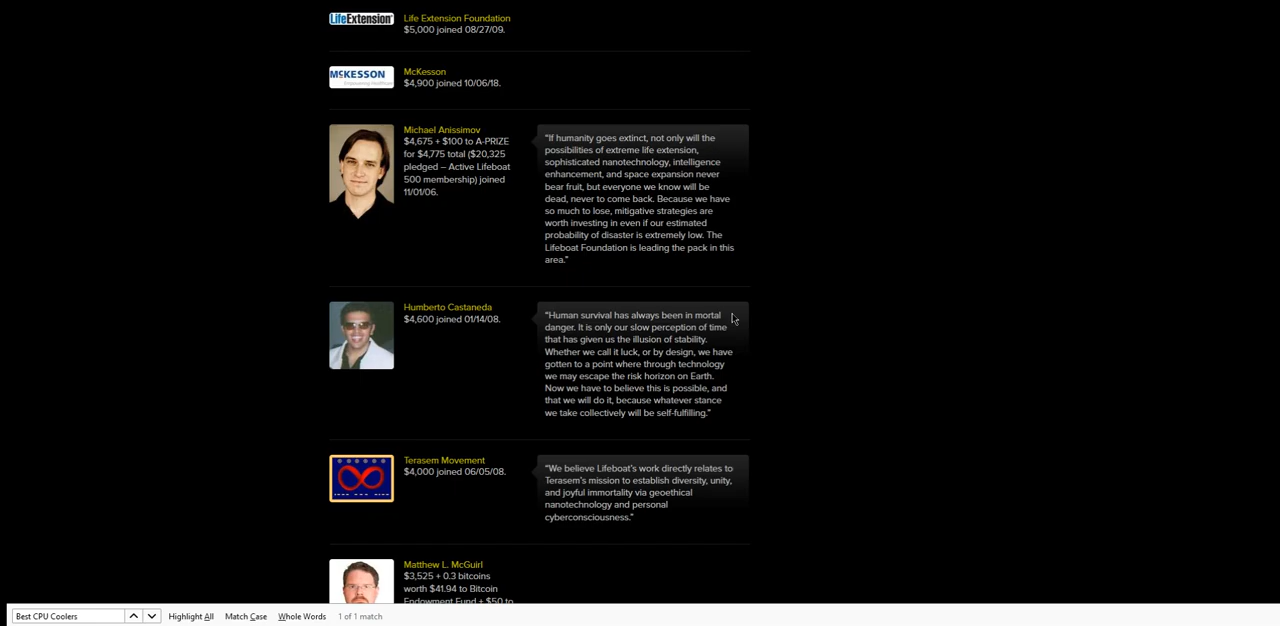 LifeExtension
Life Extension Foundation
$5,000 joined 08/27/09.
MCKESSON
Empowering Healthcare
McKesson
$4,900 joined 10/06/18.
Michael Anissimov
$4,675 + $100 to A-PRIZE
for $4,775 total ($20,325
pledged – Active Lifeboat
500 membership) joined
11/01/06.
“If humanity goes extinct, not only will the
possibilities of extreme life extension,
sophisticated nanotechnology, intelligence
enhancement, and space expansion never
bear fruit, but everyone we know will be
dead, never to come back. Because we have
so much to lose, mitigative strategies are
worth investing in even if our estimated
probability of disaster is extremely low. The
Lifeboat Foundation is leading the pack in this
area.”
Humberto Castaneda
$4,600 joined 01/14/08.
“Human survival has always been in mortal
danger. It is only our slow perception of time
that has given us the illusion of stability.
Whether we call it luck, or by design, we have
gotten to a point where through technology
we may escape the risk horizon on Earth.
Now we have to believe this is possible, and
that we will do it, because whatever stance
we take collectively will be self-fulfilling.”
Terasem Movement
$4,000 joined 06/05/08.
“We believe Lifeboat’s work directly relates to
Terasem’s mission to establish diversity, unity,
and joyful immortality via geoethical
nanotechnology and personal
cyberconsciousness.”
Matthew L. McGuirl
$3,525 + 0.3 bitcoins
worth $41.94 to Bitcoin
Endowment Fund + $50 to
Best CPU Coolers
Highlight All
Match Case
Whole Words
1 of 1 match